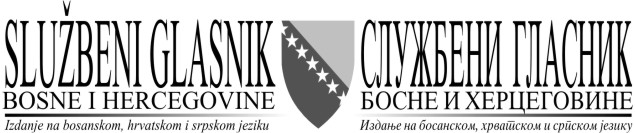 SLUŽBENI GLASNIK
BOSNE I HERCEGOVINE
Izdanje na bosanskom, hrvatskom i srpskom jeziku
СЛУЖБЕНИ ГЛАСНИК
БОСНЕ И ХЕРЦЕГОВИНЕ
Издање на босанском, хрватском и српском језику